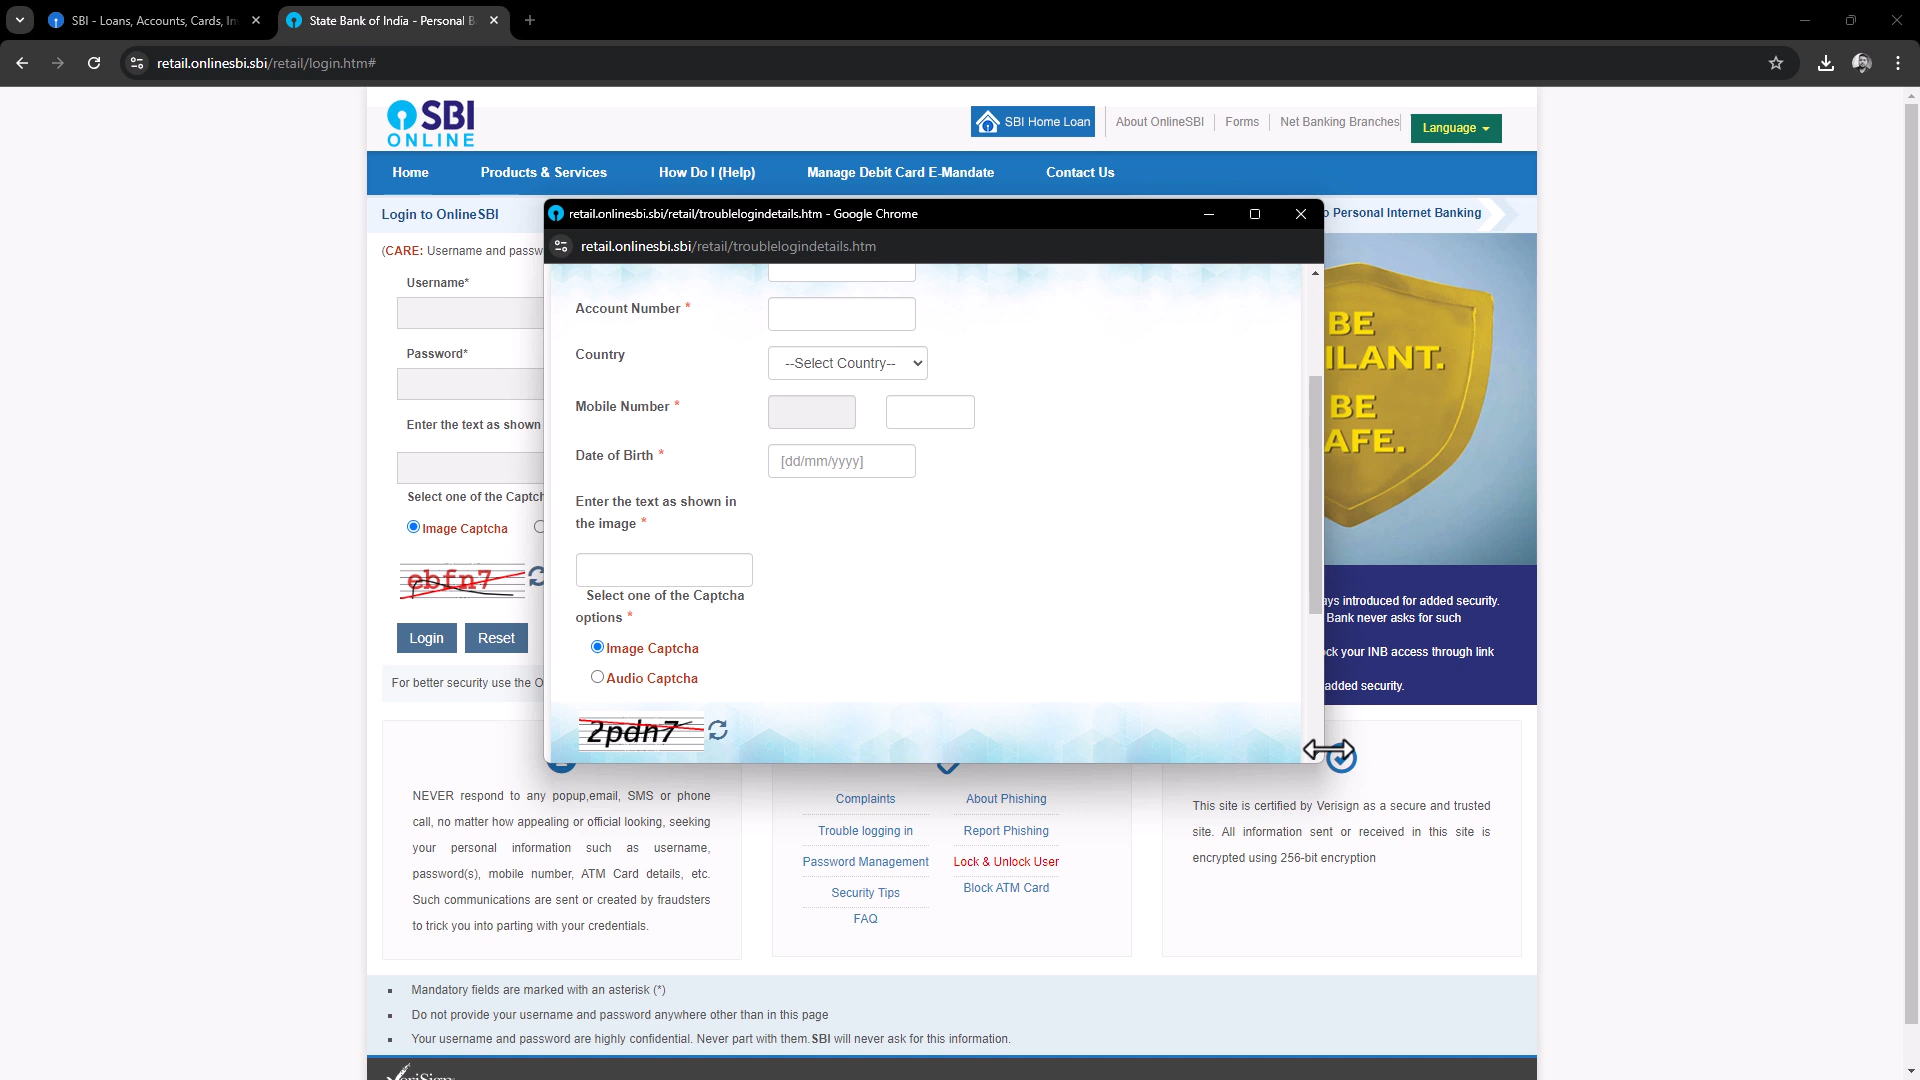 SBI - Loans, Accounts, Cards, In
State Bank of India - Personal B
retail.onlinesbi.sbi/retail/login.htm#
SBI
ONLINE
SBI Home Loan
About OnlineSBI
Forms
Net Banking Branches
Language
Home
Products & Services
How Do I (Help)
Manage Debit Card E-Mandate
Contact Us
Login to OnlineSBI
Personal Internet Banking
(CARE: Username and passw
Username*
Password*
Enter the text as shown
Select one of the Captch
Image Captcha
ebfn7
Login
Reset
For better security use the O
retail.onlinesbi.sbi/retail/troublelogindetails.htm - Google Chrome
retail.onlinesbi.sbi/retail/troublelogindetails.htm
Account Number *
Country
--Select Country--
Mobile Number *
Date of Birth *
[dd/mm/yyyy]
Enter the text as shown in
the image *
Select one of the Captcha
options *
Image Captcha
Audio Captcha
2pdn7
BE
ILANT.
BE
AFE.
ays introduced for added security.
Bank never asks for such
ck your INB access through link
added security.
NEVER respond to any popup,email, SMS or phone
call, no matter how appealing or official looking, seeking
your personal information such as username,
password(s), mobile number, ATM Card details, etc.
Such communications are sent or created by fraudsters
to trick you into parting with your credentials.
Complaints
About Phishing
Trouble logging in
Report Phishing
Password Management
Lock & Unlock User
Security Tips
Block ATM Card
FAQ
This site is certified by Verisign as a secure and trusted
site. All information sent or received in this site is
encrypted using 256-bit encryption
Mandatory fields are marked with an asterisk (*)
Do not provide your username and password anywhere other than in this page
Your username and password are highly confidential. Never part with them. SBI will never ask for this information.
VeriSign